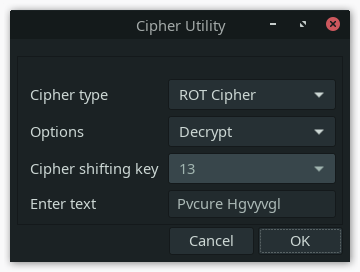 Cipher Utility
Cipher type ROT Cipher
Options Decrypt
Cipher shifting key 13
Enter text Pvcure Hgvyvgl
Cancel OK